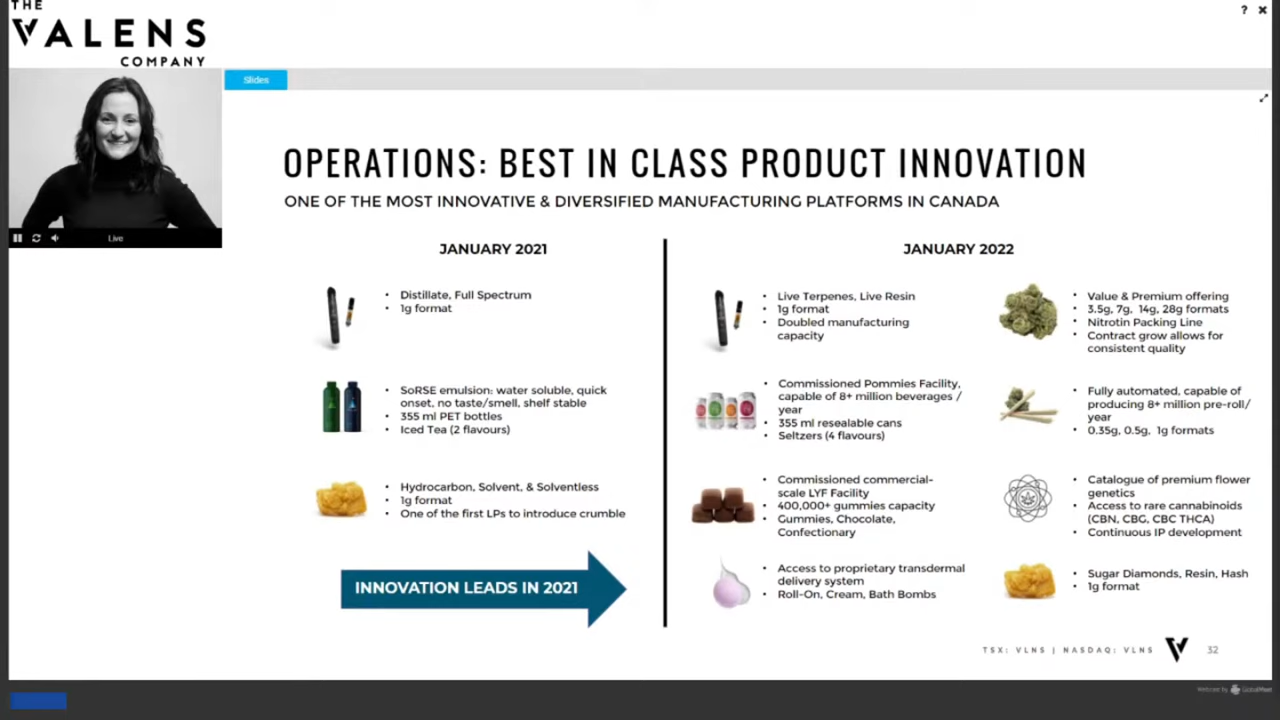 THE
VALENS
COMPANY
? ×
Slides
Live
OPERATIONS: BEST IN CLASS PRODUCT INNOVATION
ONE OF THE MOST INNOVATIVE & DIVERSIFIED MANUFACTURING PLATFORMS IN CANADA
JANUARY 2021
• Distillate, Full Spectrum
• 1g format
• SoRSE emulsion: water soluble, quick
onset, no taste/smell, shelf stable
• 355 ml PET bottles
• Iced Tea (2 flavours)
• Hydrocarbon, Solvent, & Solventless
• 1g format
• One of the first LPs to introduce crumble
INNOVATION LEADS IN 2021
JANUARY 2022
• Live Terpenes, Live Resin
• 1g format
• Doubled manufacturing
capacity
• Commissioned Pommies Facility,
capable of 8+ million beverages /
year
• 355 ml resealable cans
• Seltzers (4 flavours)
• Commissioned commercial-
scale LYF Facility
• 400,000+ gummies capacity
• Gummies, Chocolate,
Confectionary
• Access to proprietary transdermal
delivery system
• Roll-On, Cream, Bath Bombs
• Value & Premium offering
• 3.5g, 7g, 14g, 28g formats
• Nitrotin Packing Line
• Contract grow allows for
consistent quality
• Fully automated, capable of
producing 8+ million pre-roll/
year
• 0.35g, 0.5g, 1g formats
• Catalogue of premium flower
genetics
• Access to rare cannabinoids
(CBN, CBG, CBC THCA)
• Continuous IP development
• Sugar Diamonds, Resin, Hash
• 1g format
TSX: VLNS | NASDAQ: VLNS 32
Webcast by GlobalMeet